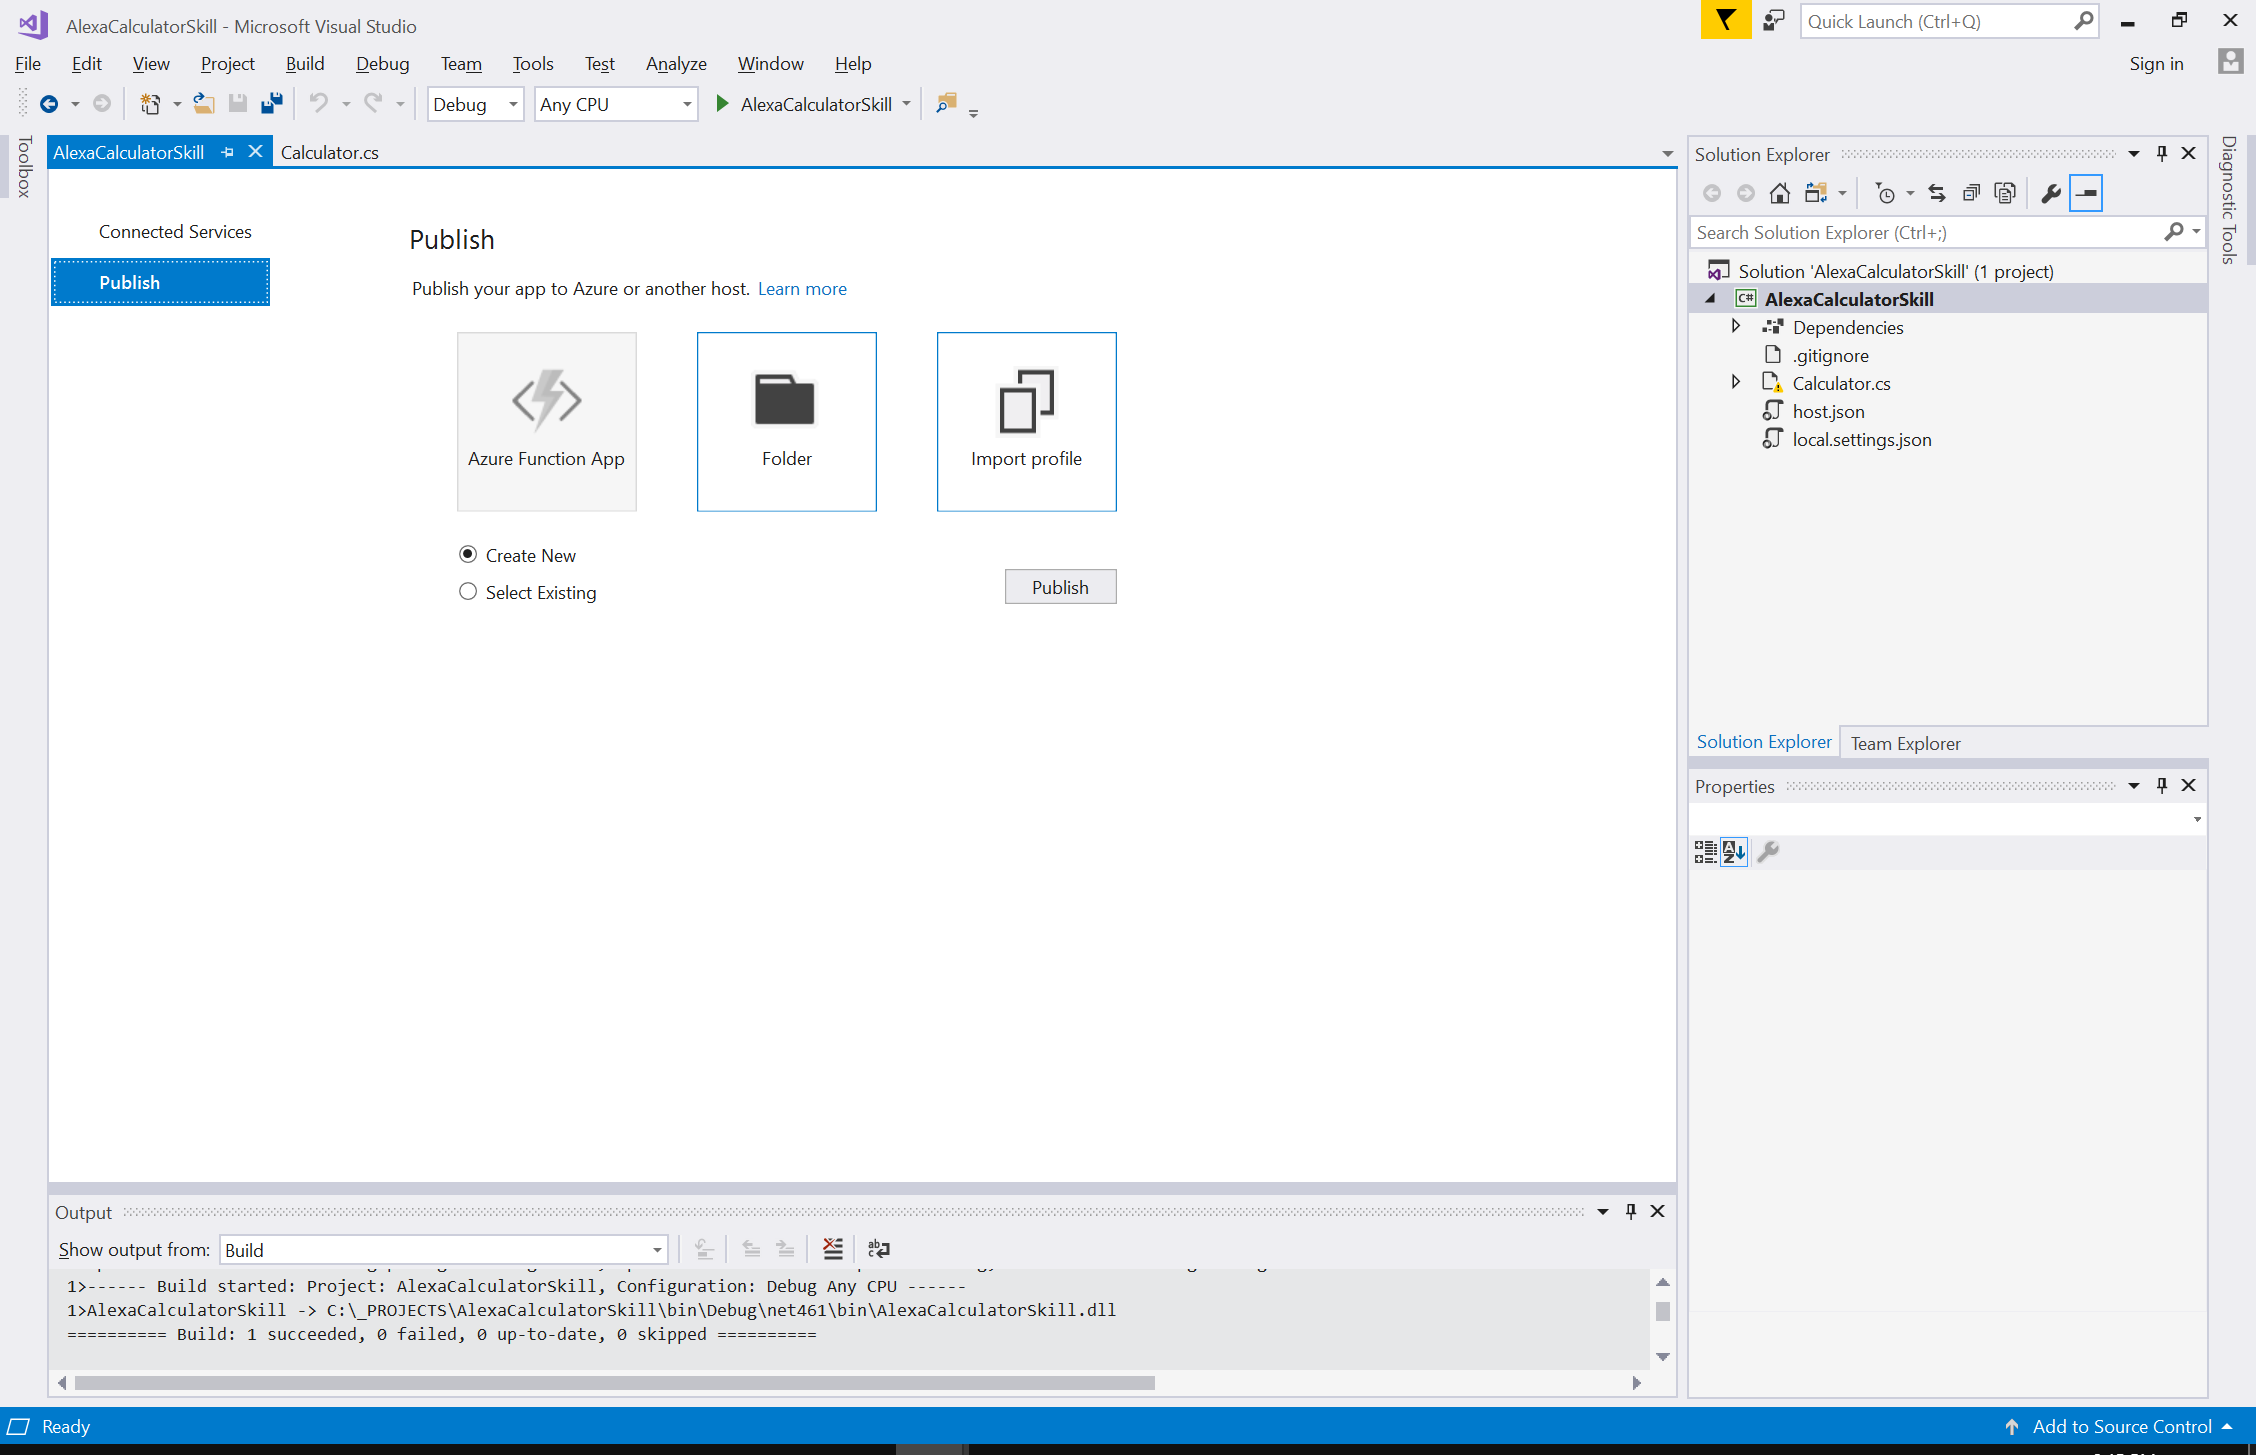 AlexaCalculatorSkill - Microsoft Visual Studio
Quick Launch (Ctrl+Q)
File Edit View Project Build Debug Team Tools Test Analyze Window Help
Sign in
Debug Any CPU AlexaCalculatorSkill
Toolbox
AlexaCalculatorSkill Calculator.cs
Connected Services
Publish
Publish
Publish your app to Azure or another host. Learn more
Azure Function App
Folder
Import profile
Create New
Select Existing
Publish
Solution Explorer
Search Solution Explorer (Ctrl+;)
Solution 'AlexaCalculatorSkill' (1 project)
C# AlexaCalculatorSkill
Dependencies
.gitignore
Calculator.cs
host.json
local.settings.json
Solution Explorer Team Explorer
Properties
Diagnostic Tools
Output
Show output from: Build
1>------ Build started: Project: AlexaCalculatorSkill, Configuration: Debug Any CPU ------
1>AlexaCalculatorSkill -> C:\_PROJECTS\AlexaCalculatorSkill\bin\Debug\net461\bin\AlexaCalculatorSkill.dll
========== Build: 1 succeeded, 0 failed, 0 up-to-date, 0 skipped ==========
Ready
Add to Source Control